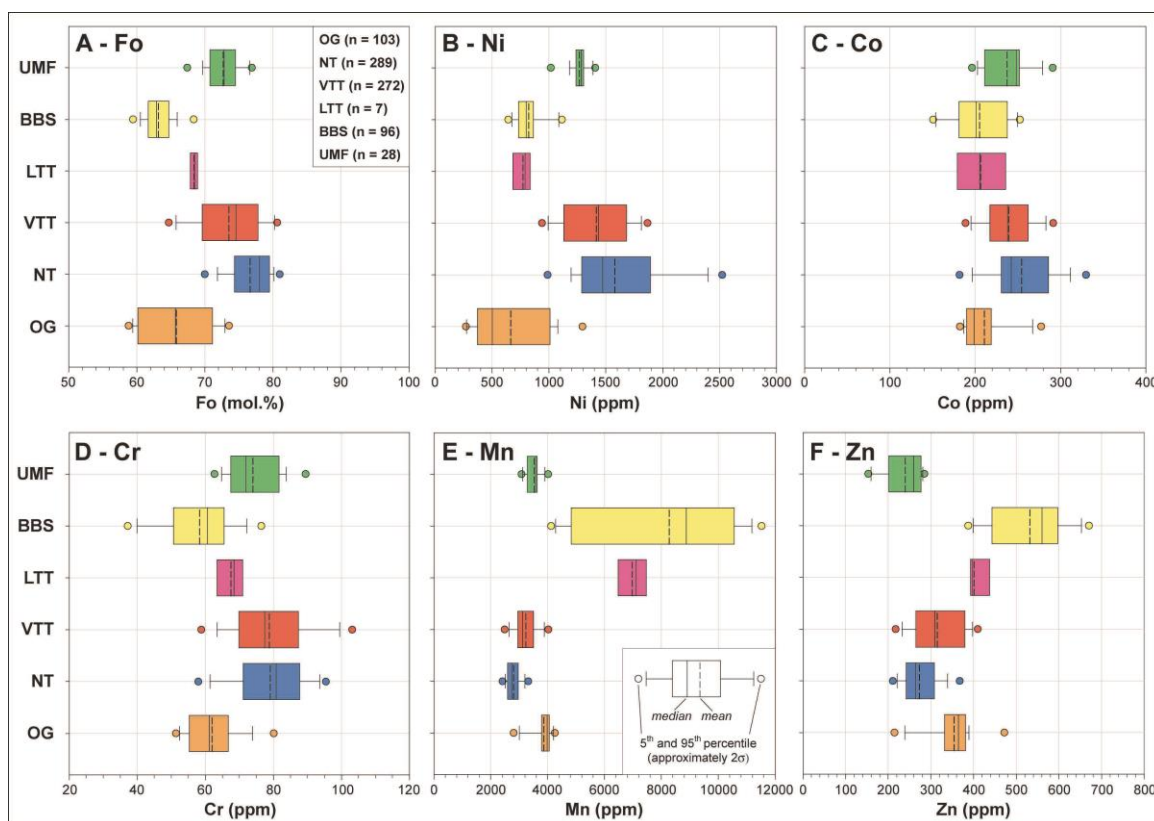 A - Fo
OG (n = 103)
NT (n = 289)
VTT (n = 272)
LTT (n = 7)
BBS (n = 96)
UMF (n = 28)
UMF
BBS
LTT
VTT
NT
OG
50 60 70 80 90 100
Fo (mol.%)
B - Ni
0 500 1000 1500 2000 2500 3000
Ni (ppm)
C - Co
0 100 200 300 400
Co (ppm)
D - Cr
UMF
BBS
LTT
VTT
NT
OG
20 40 60 80 100 120
Cr (ppm)
E - Mn
median mean
5th and 95th percentile
(approximately 2σ)
0 2000 4000 6000 8000 10000 12000
Mn (ppm)
F - Zn
0 100 200 300 400 500 600 700 800
Zn (ppm)